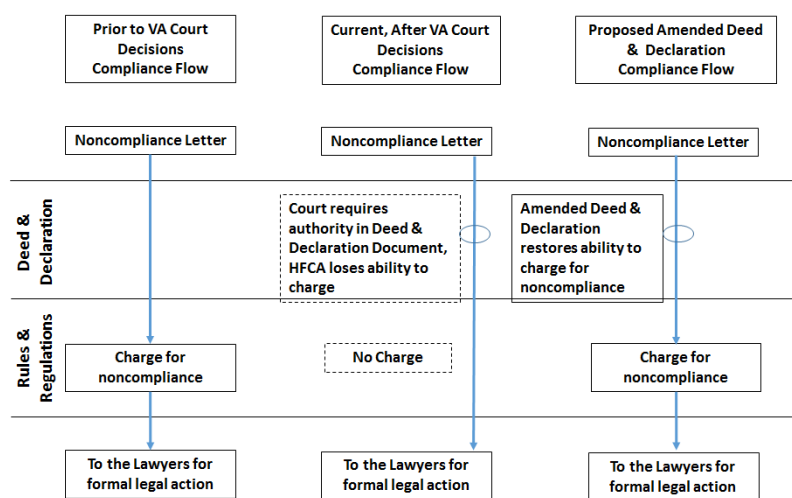 Prior to VA Court
Decisions
Compliance Flow
Current, After VA Court
Decisions
Compliance Flow
Proposed Amended Deed
& Declaration
Compliance Flow
Noncompliance Letter
Noncompliance Letter
Noncompliance Letter
Deed &
Declaration
Court requires
authority in Deed &
Declaration Document,
HFCA loses ability to
charge
Amended Deed &
Declaration
restores ability to
charge for
noncompliance
Rules &
Regulations
Charge for
noncompliance
No Charge
Charge for
noncompliance
To the Lawyers for
formal legal action
To the Lawyers for
formal legal action
To the Lawyers for
formal legal action